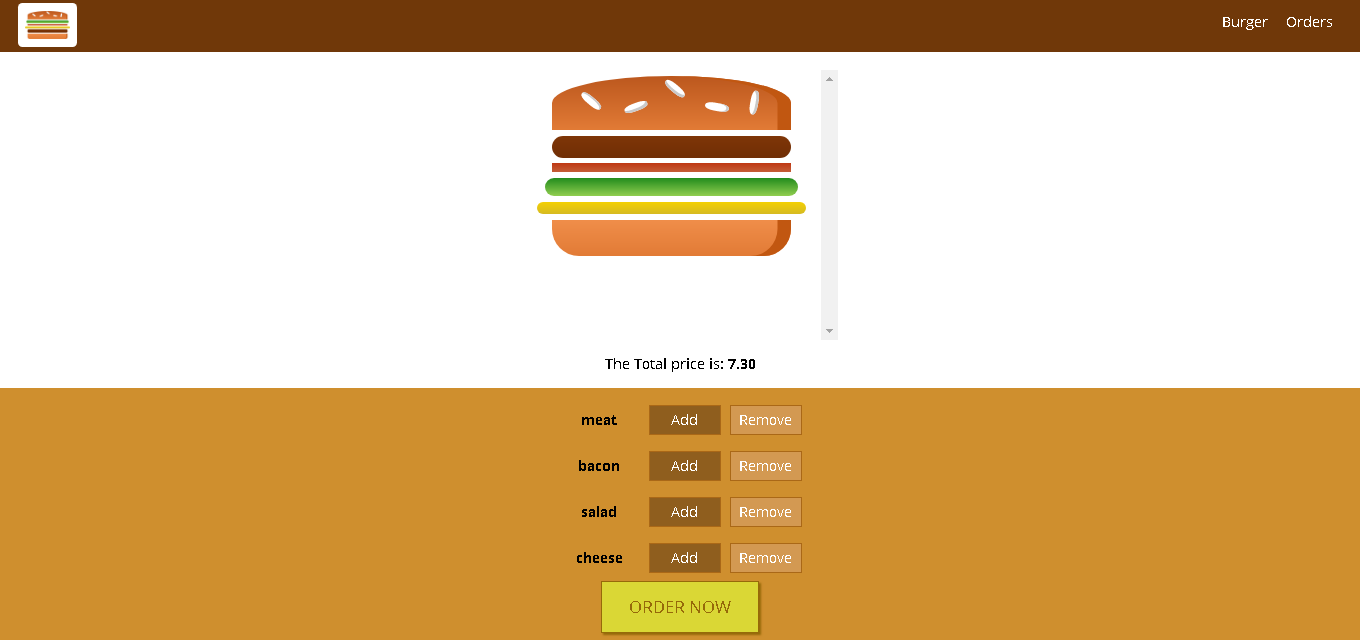 Burger Orders
The Total price is: 7.30
meat Add Remove
bacon Add Remove
salad Add Remove
cheese Add Remove
ORDER NOW